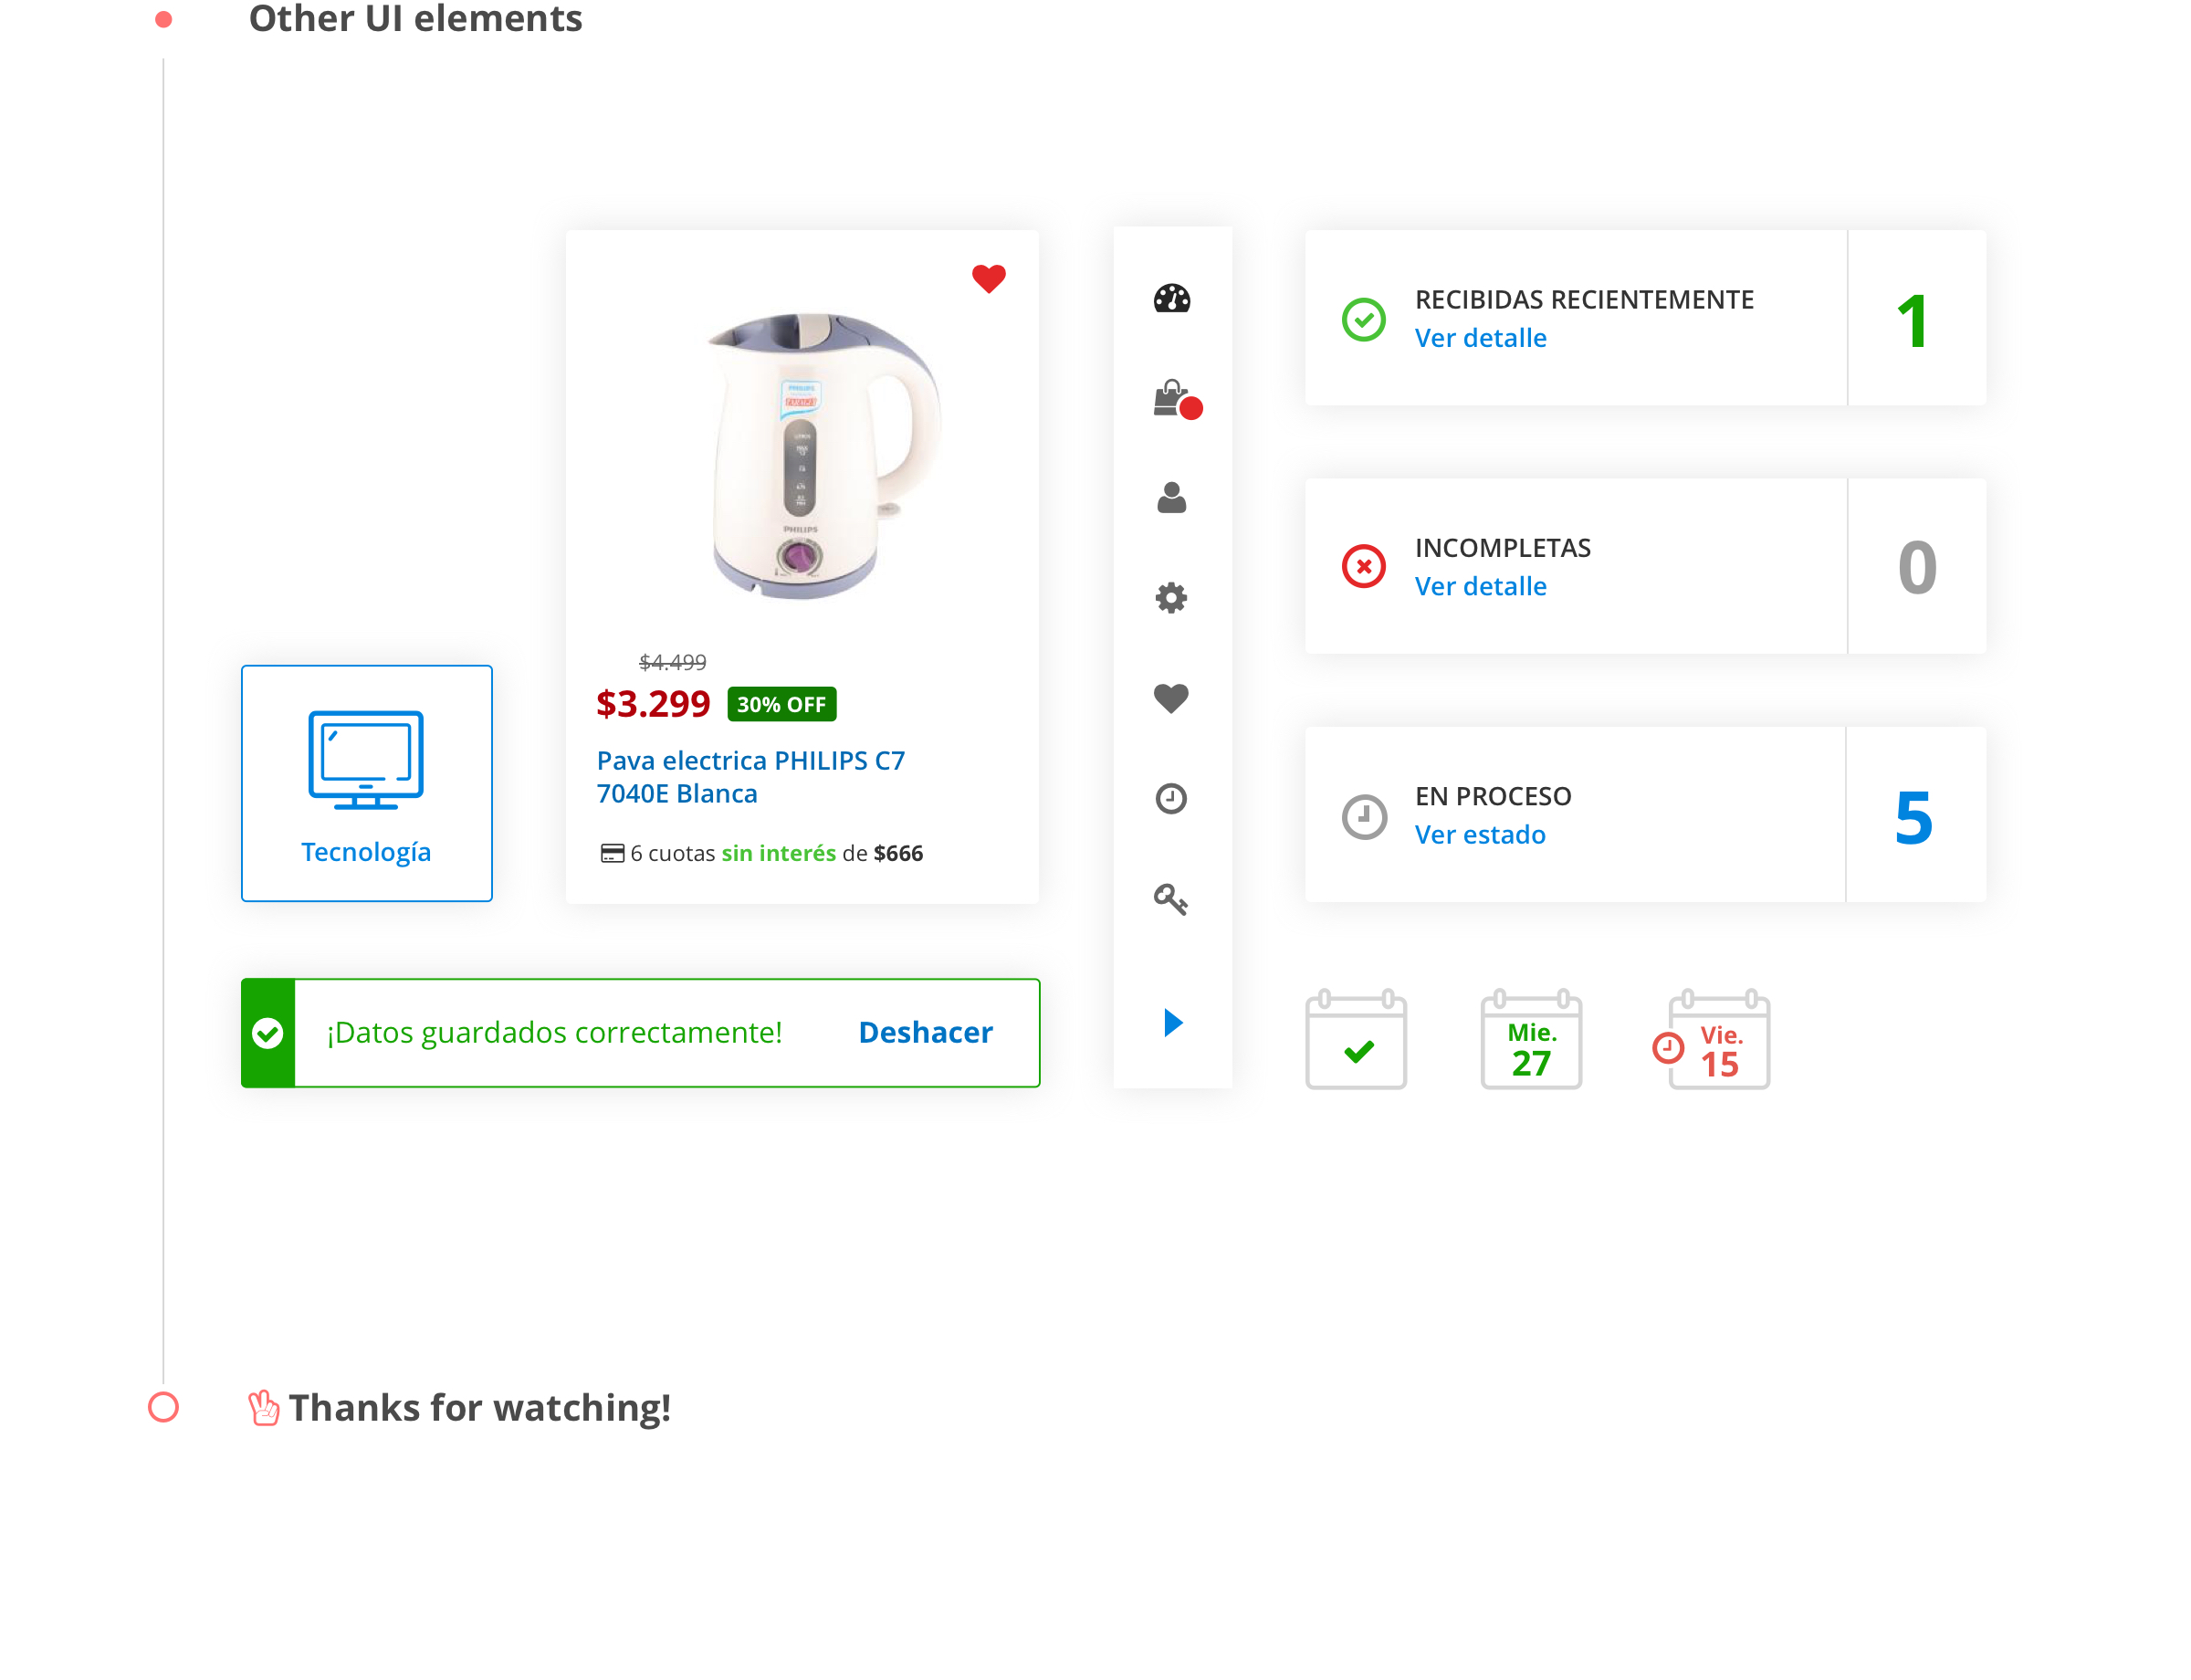 Other UI elements
PHILIPS
PHILIPS
$4.499
$3.299 30% OFF
Pava electrica PHILIPS C7
7040E Blanca
6 cuotas sin interés de $666
Tecnología
¡Datos guardados correctamente! Deshacer
RECIBIDAS RECIENTEMENTE
Ver detalle
1
INCOMPLETAS
Ver detalle
0
EN PROCESO
Ver estado
5
Mie.
27
Vie.
15
Thanks for watching!